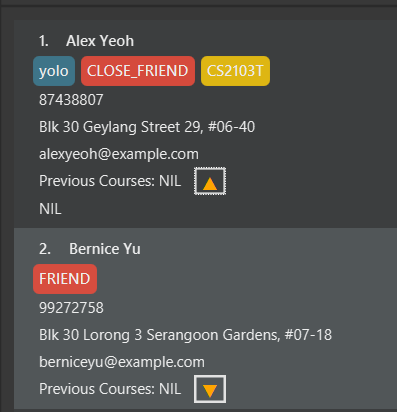 1. Alex Yeoh
yolo CLOSE_FRIEND CS2103T
87438807
Blk 30 Geylang Street 29, #06-40
alexyeoh@example.com
Previous Courses: NIL ▲
NIL
2. Bernice Yu
FRIEND
99272758
Blk 30 Lorong 3 Serangoon Gardens, #07-18
berniceyu@example.com
Previous Courses: NIL ▼